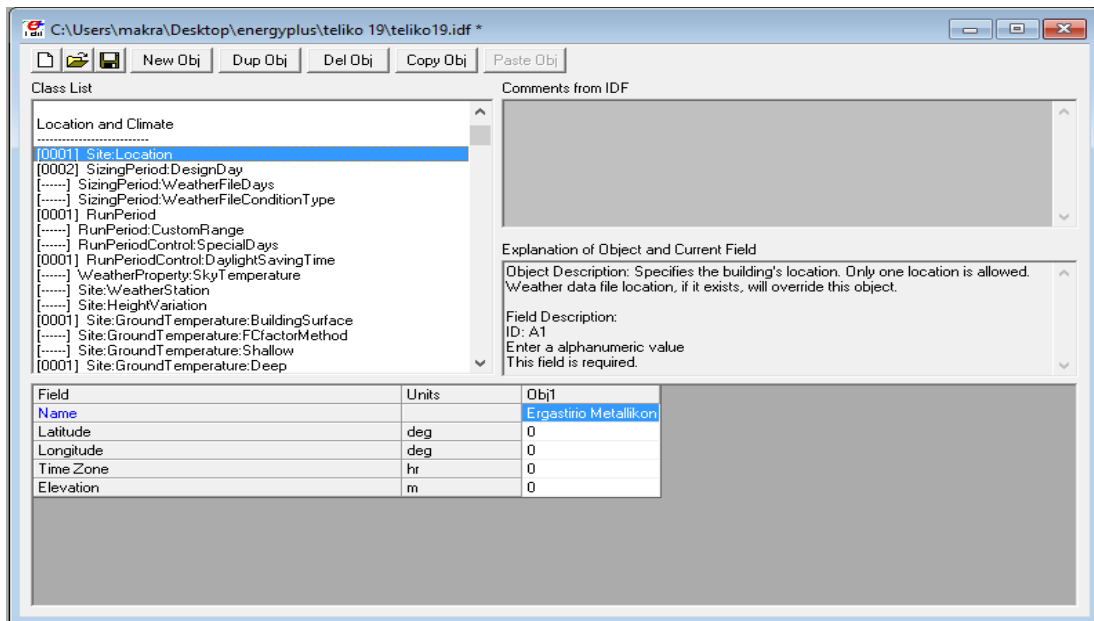 C:\Users\makra\Desktop\energyplus\teliko 19\teliko19.idf *
New Obj Dup Obj Del Obj Copy Obj Paste Obj
Class List
Comments from IDF
Location and Climate
----------------------------
[0001] Site:Location
[0002] SizingPeriod:DesignDay
[------] SizingPeriod:WeatherFileDays
[------] SizingPeriod:WeatherFileConditionType
[0001] RunPeriod
[------] RunPeriod:CustomRange
[------] RunPeriodControl:SpecialDays
[0001] RunPeriodControl:DaylightSavingTime
[------] WeatherProperty:SkyTemperature
[------] Site:WeatherStation
[------] Site:HeightVariation
[0001] Site:GroundTemperature:BuildingSurface
[------] Site:GroundTemperature:FCfactorMethod
[------] Site:GroundTemperature:Shallow
[0001] Site:GroundTemperature:Deep
Explanation of Object and Current Field
Object Description: Specifies the building's location. Only one location is allowed.
Weather data file location, if it exists, will override this object.
Field Description:
ID: A1
Enter a alphanumeric value
This field is required.
Field Units Obj1
Name Ergastirio Metallikon
Latitude deg 0
Longitude deg 0
Time Zone hr 0
Elevation m 0